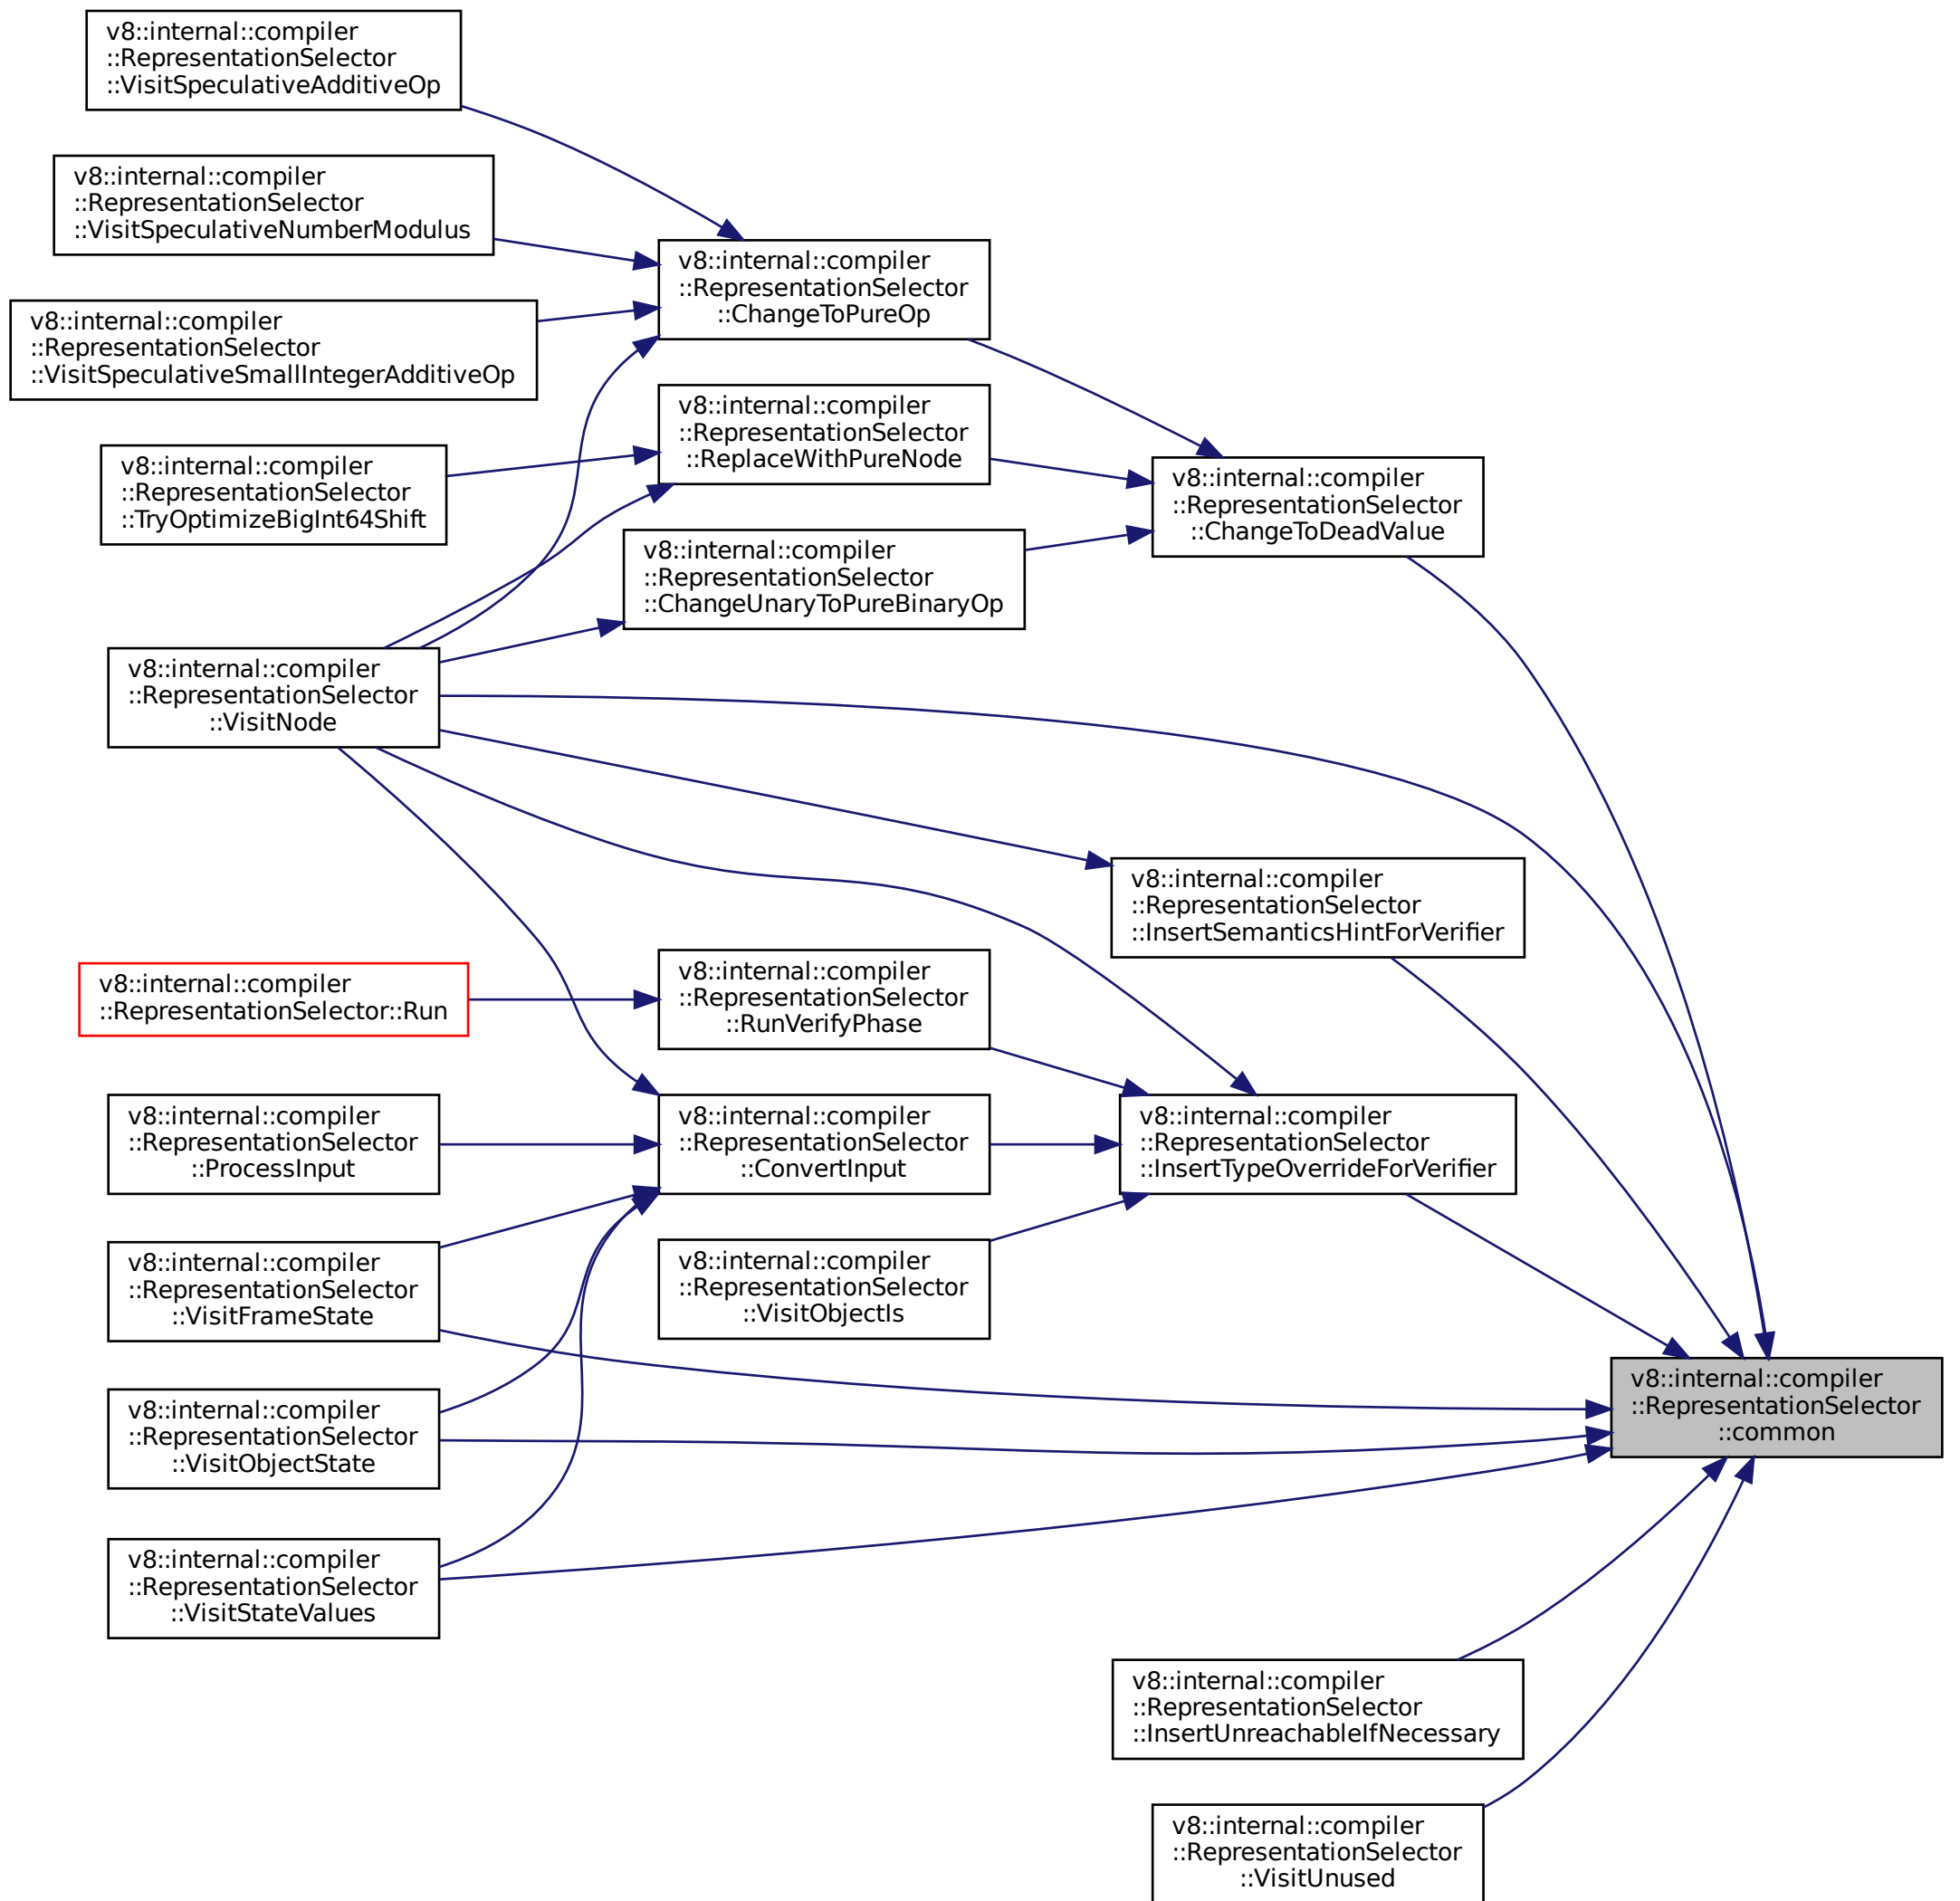 v8::internal::compiler
::RepresentationSelector
::VisitSpeculativeAdditiveOp
v8::internal::compiler
::RepresentationSelector
::VisitSpeculativeNumberModulus
v8::internal::compiler
::RepresentationSelector
::ChangeToPureOp
v8::internal::compiler
::RepresentationSelector
::VisitSpeculativeSmallIntegerAdditiveOp
v8::internal::compiler
::RepresentationSelector
::ReplaceWithPureNode
v8::internal::compiler
::RepresentationSelector
::TryOptimizeBigInt64Shift
v8::internal::compiler
::RepresentationSelector
::ChangeToDeadValue
v8::internal::compiler
::RepresentationSelector
::ChangeUnaryToPureBinaryOp
v8::internal::compiler
::RepresentationSelector
::VisitNode
v8::internal::compiler
::RepresentationSelector
::InsertSemanticsHintForVerifier
v8::internal::compiler
::RepresentationSelector::Run
v8::internal::compiler
::RepresentationSelector
::RunVerifyPhase
v8::internal::compiler
::RepresentationSelector
::ProcessInput
v8::internal::compiler
::RepresentationSelector
::ConvertInput
v8::internal::compiler
::RepresentationSelector
::InsertTypeOverrideForVerifier
v8::internal::compiler
::RepresentationSelector
::VisitFrameState
v8::internal::compiler
::RepresentationSelector
::VisitObjectIs
v8::internal::compiler
::RepresentationSelector
::common
v8::internal::compiler
::RepresentationSelector
::VisitObjectState
v8::internal::compiler
::RepresentationSelector
::VisitStateValues
v8::internal::compiler
::RepresentationSelector
::InsertUnreachableIfNecessary
v8::internal::compiler
::RepresentationSelector
::VisitUnused